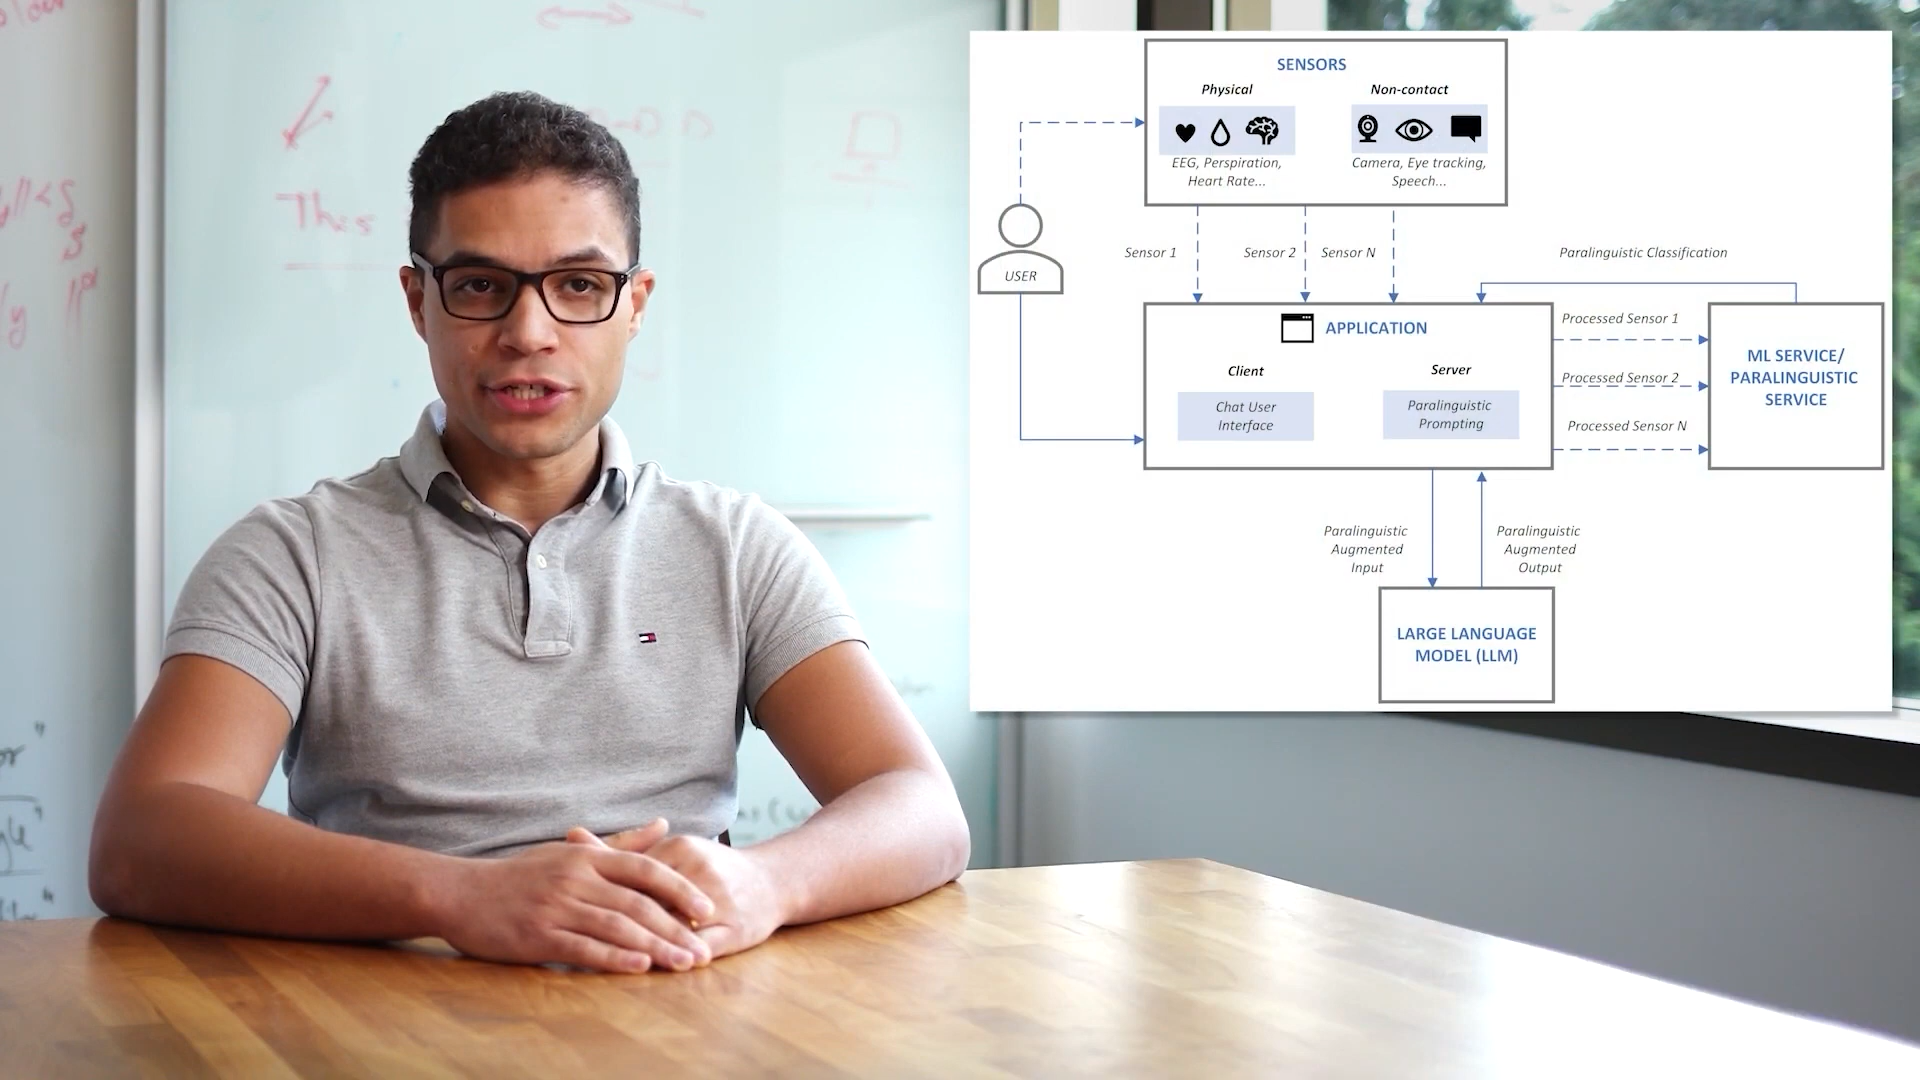 This
SENSORS
Physical
Non-contact
EEG, Perspiration,
Heart Rate...
Camera, Eye tracking,
Speech...
Sensor 1
Sensor 2
Sensor N
Paralinguistic Classification
USER
APPLICATION
Client
Server
Chat User
Interface
Paralinguistic
Prompting
Processed Sensor 1
Processed Sensor 2
Processed Sensor N
ML SERVICE/
PARALINGUISTIC
SERVICE
Paralinguistic
Augmented
Input
Paralinguistic
Augmented
Output
LARGE LANGUAGE
MODEL (LLM)